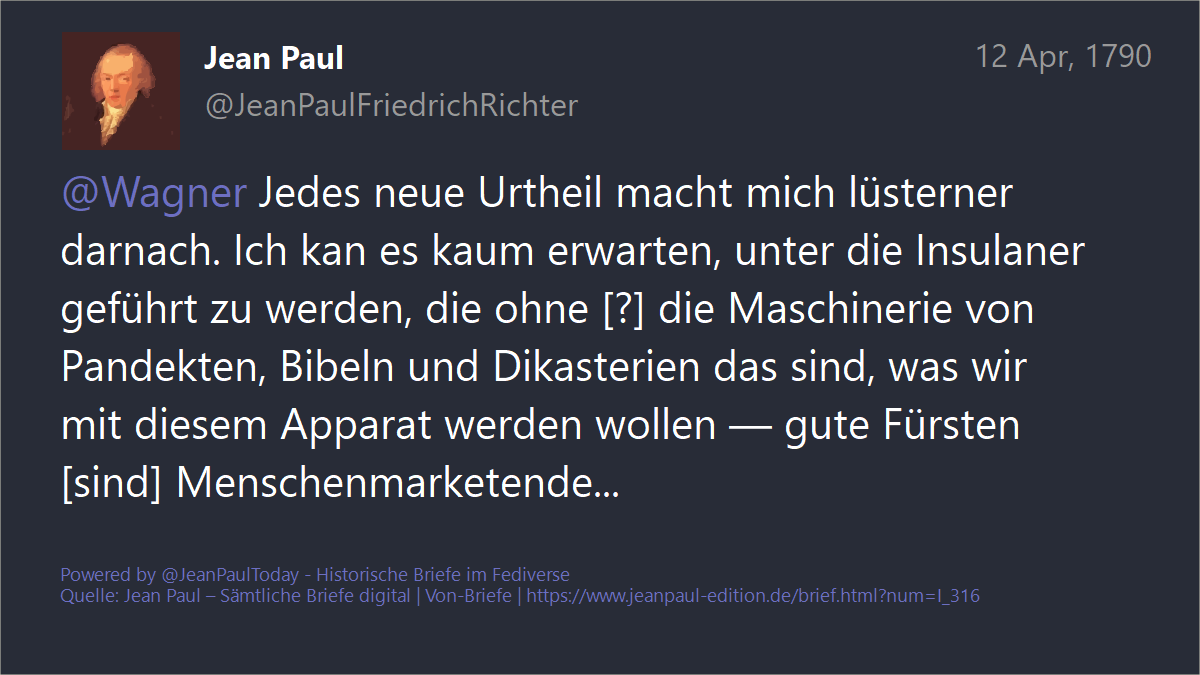 Jean Paul
12 Apr, 1790
@JeanPaulFriedrichRichter
@Wagner Jedes neue Urtheil macht mich lüsterner
darnach. Ich kan es kaum erwarten, unter die Insulaner
geführt zu werden, die ohne [?] die Maschinerie von
Pandekten, Bibeln und Dikasterien das sind, was wir
mit diesem Apparat werden wollen — gute Fürsten
[sind] Menschenmarketende...
Powered by @JeanPaulToday - Historische Briefe im Fediverse
Quelle: Jean Paul – Sämtliche Briefe digital | Von-Briefe | https://www.jeanpaul-edition.de/brief.html?num=I_316